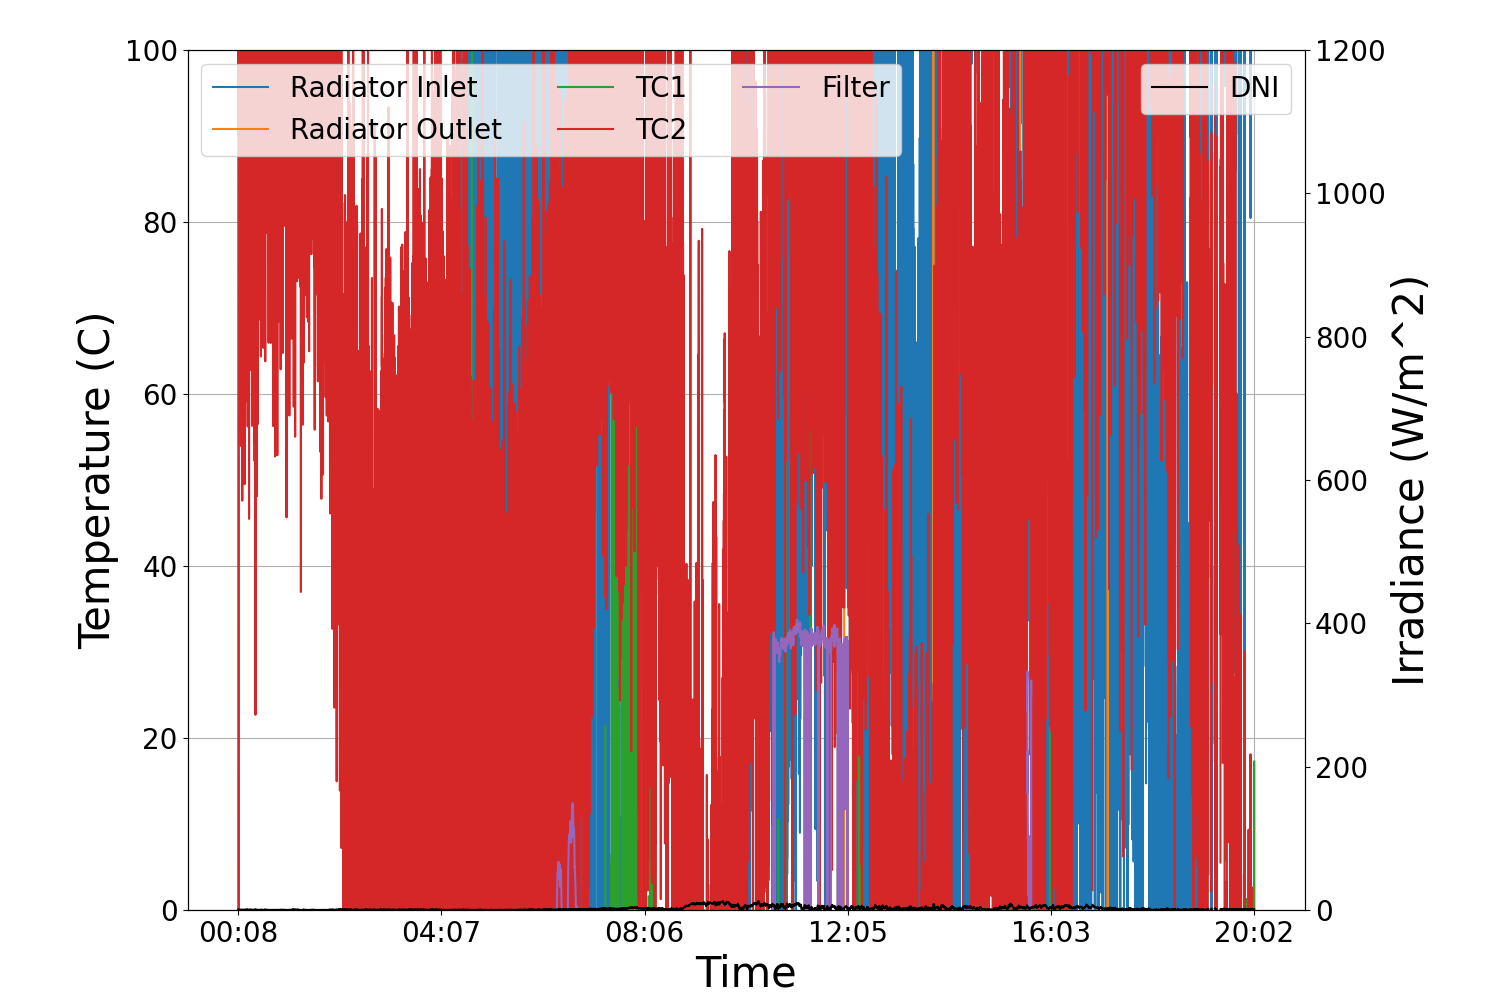 100
80
60
40
20
0
Temperature (C)
Radiator Inlet
Radiator Outlet
TC1
TC2
Filter
DNI
1200
1000
800
600
400
200
0
Irradiance (W/m^2)
00:08
04:07
08:06
12:05
16:03
20:02
Time